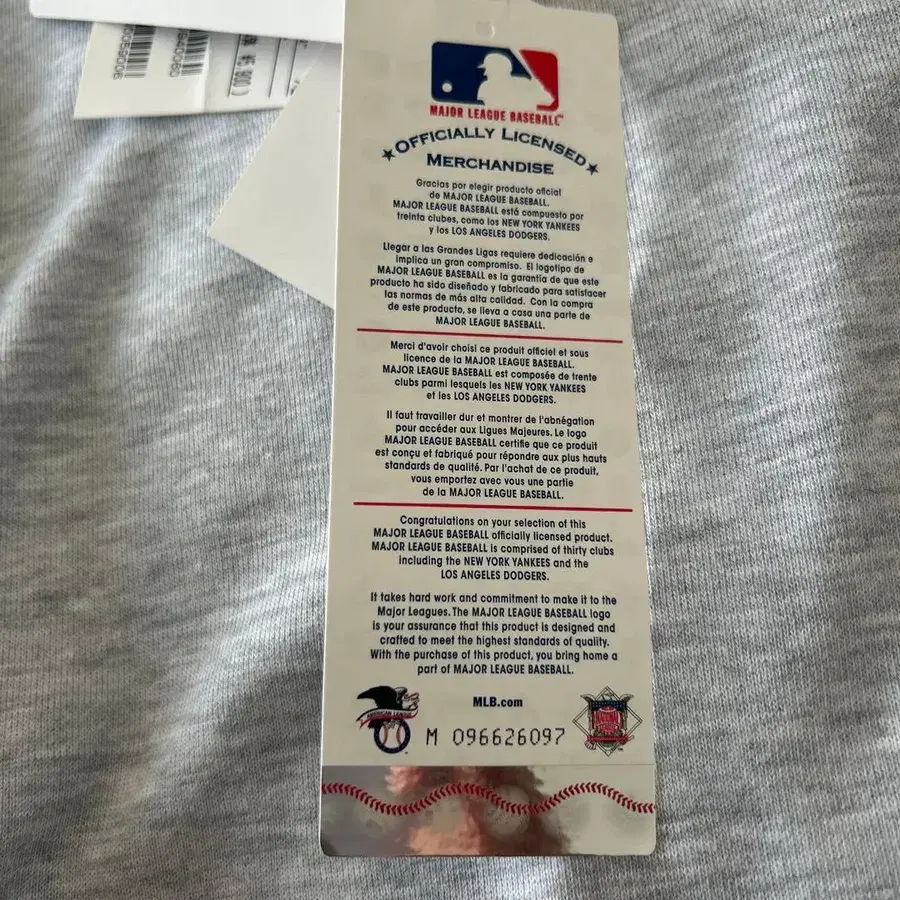 MAJOR LEAGUE BASEBALL
OFFICIALLY LICENSED
MERCHANDISE
Gracias por elegir producto oficial
de MAJOR LEAGUE BASEBALL.
MAJOR LEAGUE BASEBALL está compuesto por
treinta clubes, como los NEW YORK YANKEES
y los LOS ANGELES DODGERS.
Llegar a las Grandes Ligas requiere dedicación e
implica un gran compromiso. El logotipo de
MAJOR LEAGUE BASEBALL es la garantía de que este
producto ha sido diseñado y fabricado para satisfacer
las normas de más alta calidad. Con la compra
de este producto, se lleva a casa una parte de
MAJOR LEAGUE BASEBALL.
Merci d'avoir choisi ce produit officiel et sous
licence de la MAJOR LEAGUE BASEBALL.
MAJOR LEAGUE BASEBALL est composée de trente
clubs parmi lesquels les NEW YORK YANKEES
et les LOS ANGELES DODGERS.
Il faut travailler dur et montrer de l'abnégation
pour accéder aux Ligues Majeures. Le logo
MAJOR LEAGUE BASEBALL certifie que ce produit
est conçu et fabriqué pour répondre aux plus hauts
standards de qualité. Par l'achat de ce produit,
vous emportez avec vous une partie
de la MAJOR LEAGUE BASEBALL.
Congratulations on your selection of this
MAJOR LEAGUE BASEBALL officially licensed product.
MAJOR LEAGUE BASEBALL is comprised of thirty clubs
including the NEW YORK YANKEES and the
LOS ANGELES DODGERS.
It takes hard work and commitment to make it to the
Major Leagues. The MAJOR LEAGUE BASEBALL logo
is your assurance that this product is designed and
crafted to meet the highest standards of quality.
With the purchase of this product, you bring home a
part of MAJOR LEAGUE BASEBALL.
MLB.com
AMERICAN LEAGUE
M 096626097